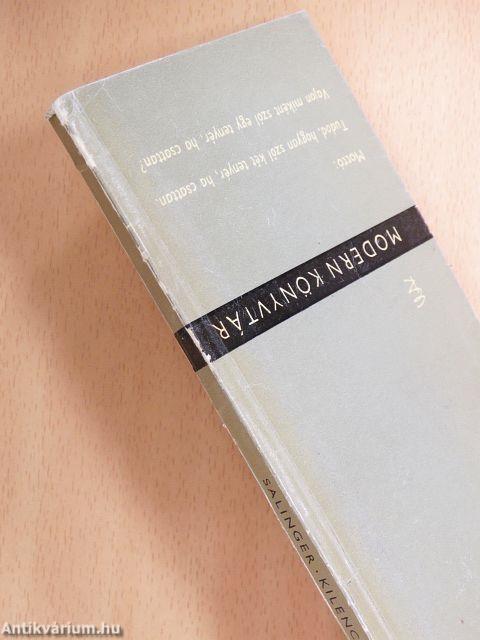 Mottó:
Tudod, hogyan szól két tenyér, ha csattan.
Vajon miként szól egy tenyér, ha csattan?
MODERN KÖNYVTÁR
SALINGER · KILENC
Antikvárium.hu